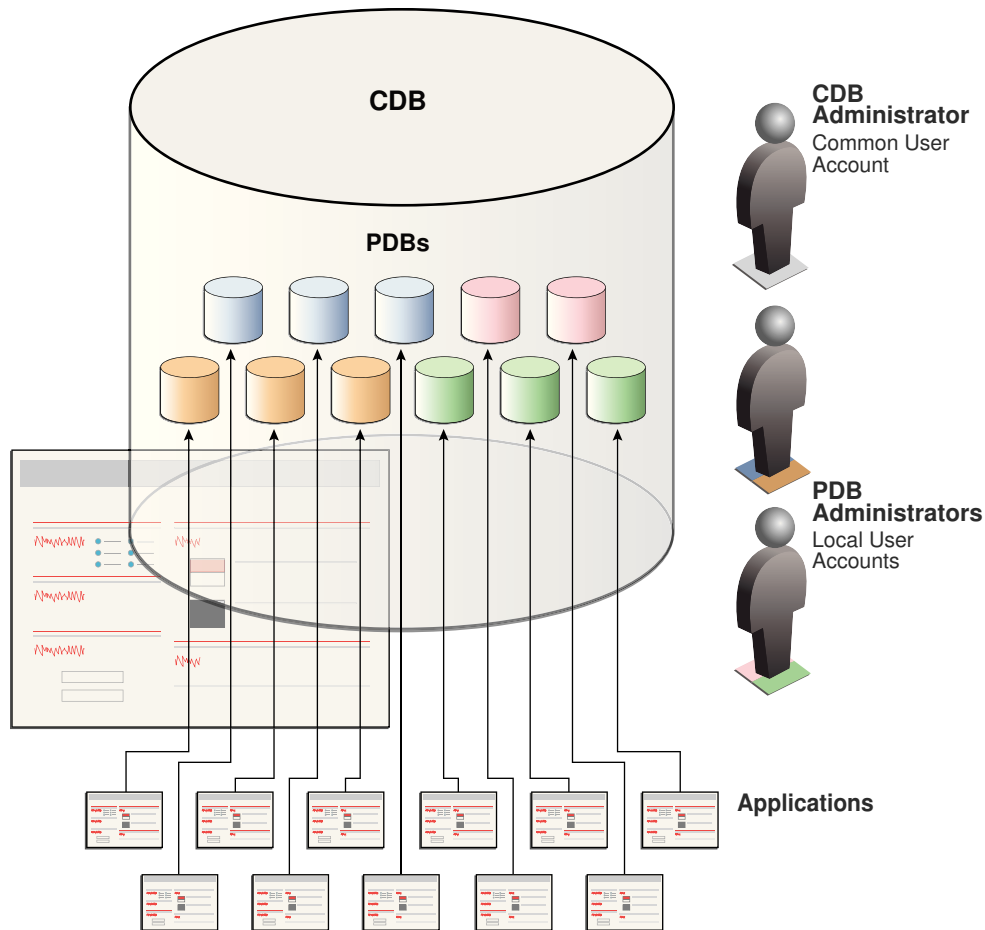 CDB
PDBs
CDB
Administrator
Common User
Account
PDB
Administrators
Local User
Accounts
Applications